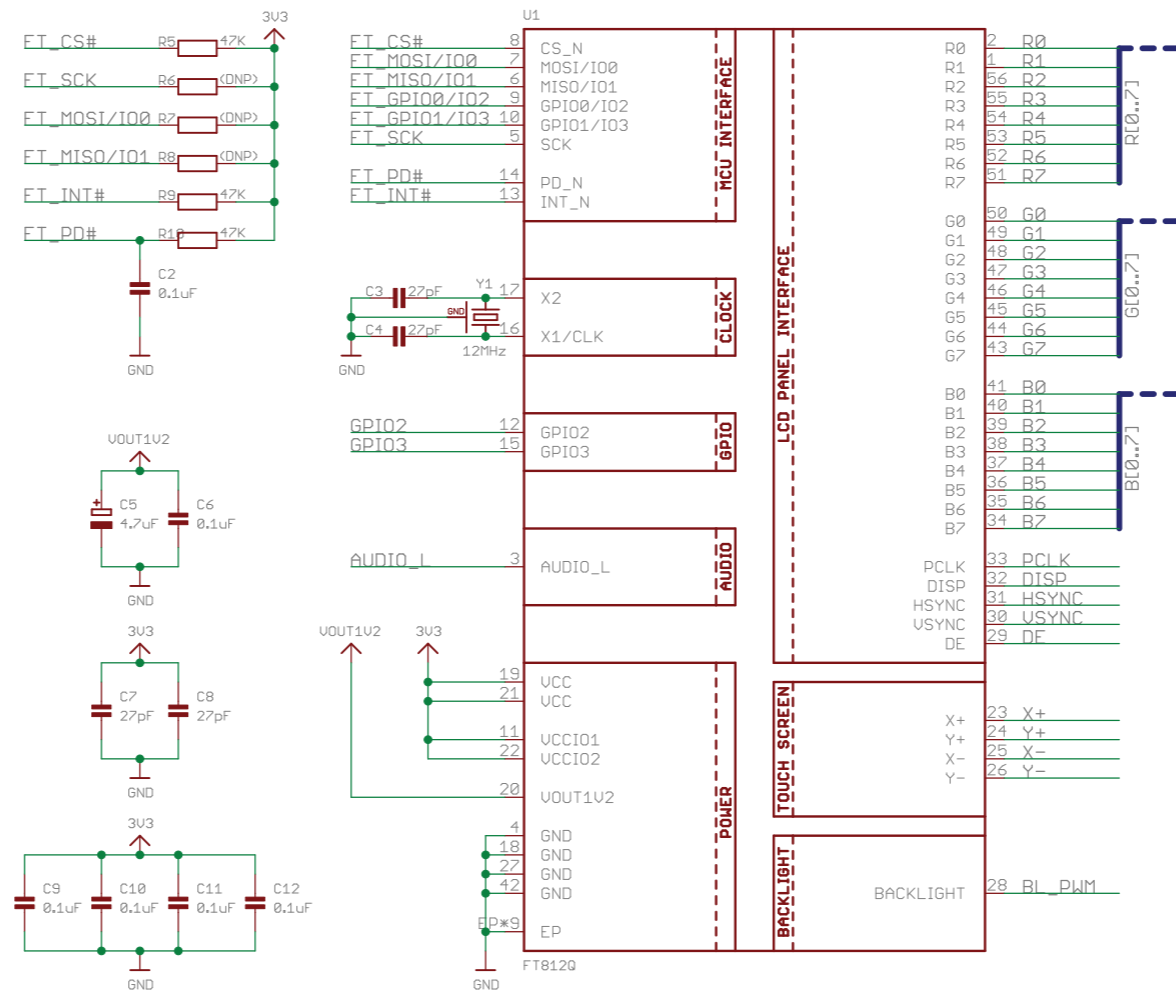 3V3
FT_CS# R5 47K
FT_SCK R6 (DNP)
FT_MOSI/IO0 R7 (DNP)
FT_MISO/IO1 R8 (DNP)
FT_INT# R9 47K
FT_PD# R10 47K
C2
0.1uF
GND
VOUT1V2
C5
4.7uF
C6
0.1uF
GND
3V3
C7
27pF
C8
27pF
GND
3V3
C9
0.1uF
C10
0.1uF
C11
0.1uF
C12
0.1uF
GND
U1
FT_CS# 8 CS_N
FT_MOSI/IO0 7 MOSI/IO0
FT_MISO/IO1 6 MISO/IO1
FT_GPIO0/IO2 9 GPIO0/IO2
FT_GPIO1/IO3 10 GPIO1/IO3
FT_SCK 5 SCK
FT_PD# 14 PD_N
FT_INT# 13 INT_N
MCU INTERFACE
C3 27pF Y1 17 X2
GND
C4 27pF 16 X1/CLK
12MHz
GND
CLOCK
GPIO2 12 GPIO2
GPIO3 15 GPIO3
GPIO
AUDIO_L 3 AUDIO_L
AUDIO
VOUT1V2 3V3
19 VCC
21 VCC
11 VCCIO1
22 VCCIO2
20 VOUT1V2
4 GND
18 GND
27 GND
42 GND
EP*9 EP
POWER
GND
FT812Q
LCD PANEL INTERFACE
R0 2 R0
R1 1 R1
R2 56 R2
R3 55 R3
R4 54 R4
R5 53 R5
R6 52 R6
R7 51 R7
R[0..7]
G0 50 G0
G1 49 G1
G2 48 G2
G3 47 G3
G4 46 G4
G5 45 G5
G6 44 G6
G7 43 G7
G[0..7]
B0 41 B0
B1 40 B1
B2 39 B2
B3 38 B3
B4 37 B4
B5 36 B5
B6 35 B6
B7 34 B7
B[0..7]
PCLK 33 PCLK
DISP 32 DISP
HSYNC 31 HSYNC
VSYNC 30 VSYNC
DE 29 DE
TOUCH SCREEN
X+ 23 X+
Y+ 24 Y+
X- 25 X-
Y- 26 Y-
BACKLIGHT
BACKLIGHT 28 BL_PWM